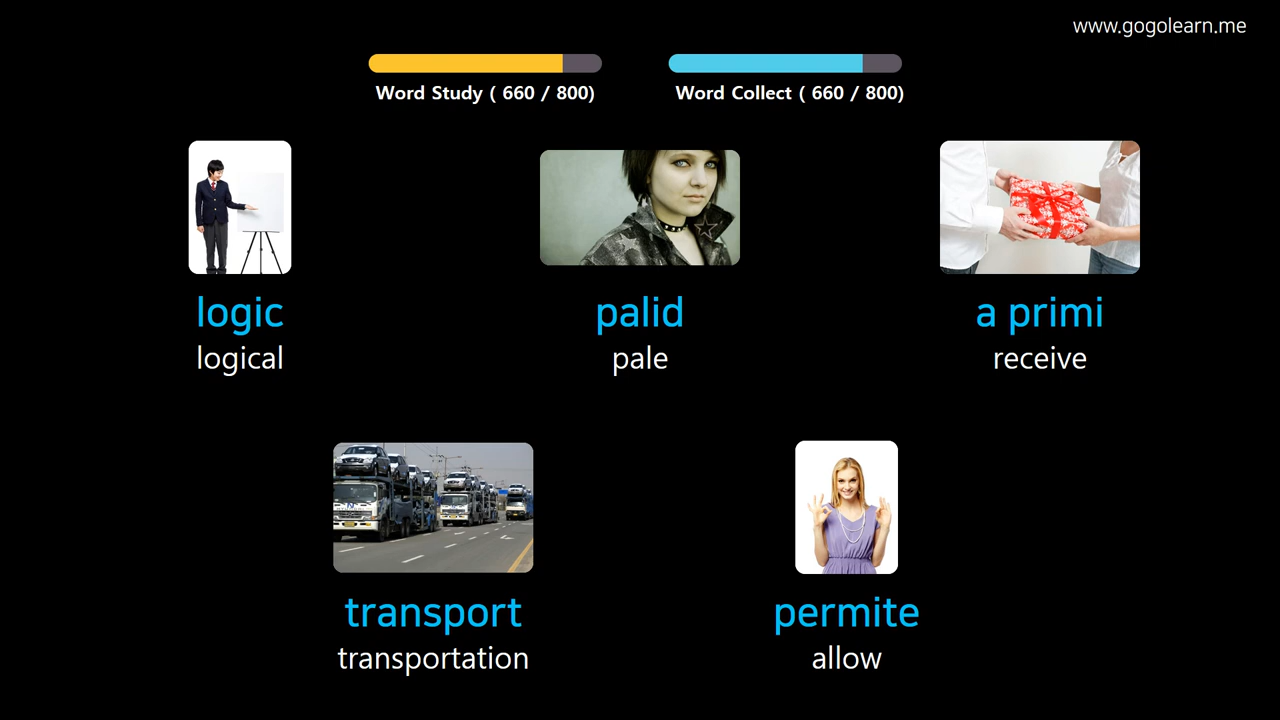 www.gogolearn.me
Word Study ( 660 / 800)
Word Collect ( 660 / 800)
logic
logical
palid
pale
a primi
receive
transport
transportation
permite
allow